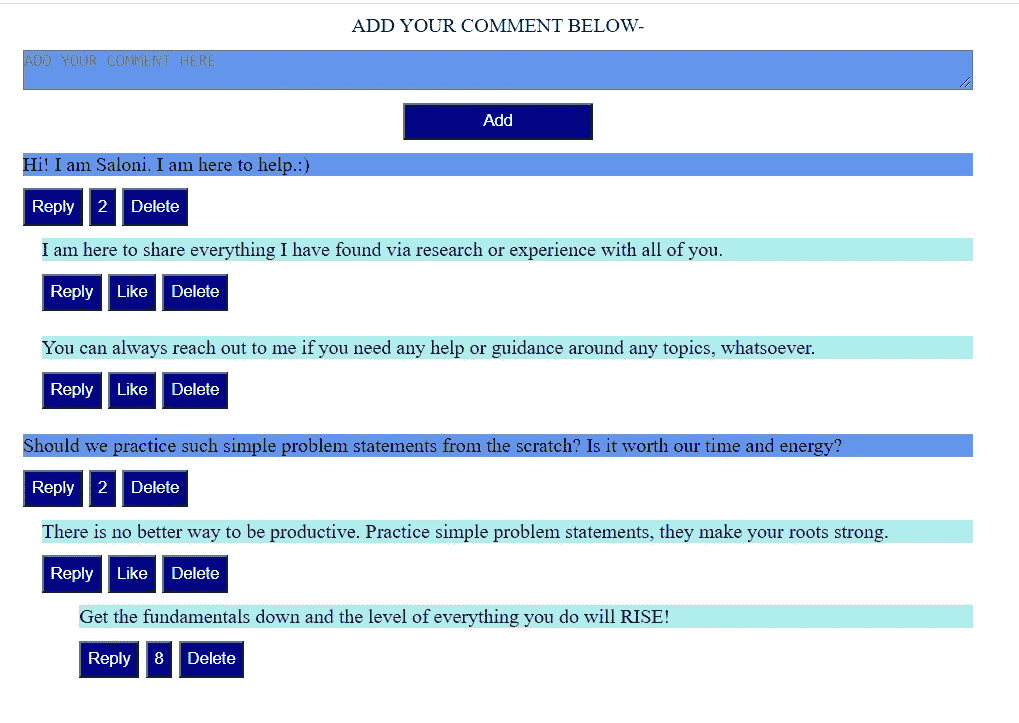 ADD YOUR COMMENT BELOW-
ADD YOUR COMMENT HERE
Add
Hi! I am Saloni. I am here to help.:)
Reply 2 Delete
I am here to share everything I have found via research or experience with all of you.
Reply Like Delete
You can always reach out to me if you need any help or guidance around any topics, whatsoever.
Reply Like Delete
Should we practice such simple problem statements from the scratch? Is it worth our time and energy?
Reply 2 Delete
There is no better way to be productive. Practice simple problem statements, they make your roots strong.
Reply Like Delete
Get the fundamentals down and the level of everything you do will RISE!
Reply 8 Delete